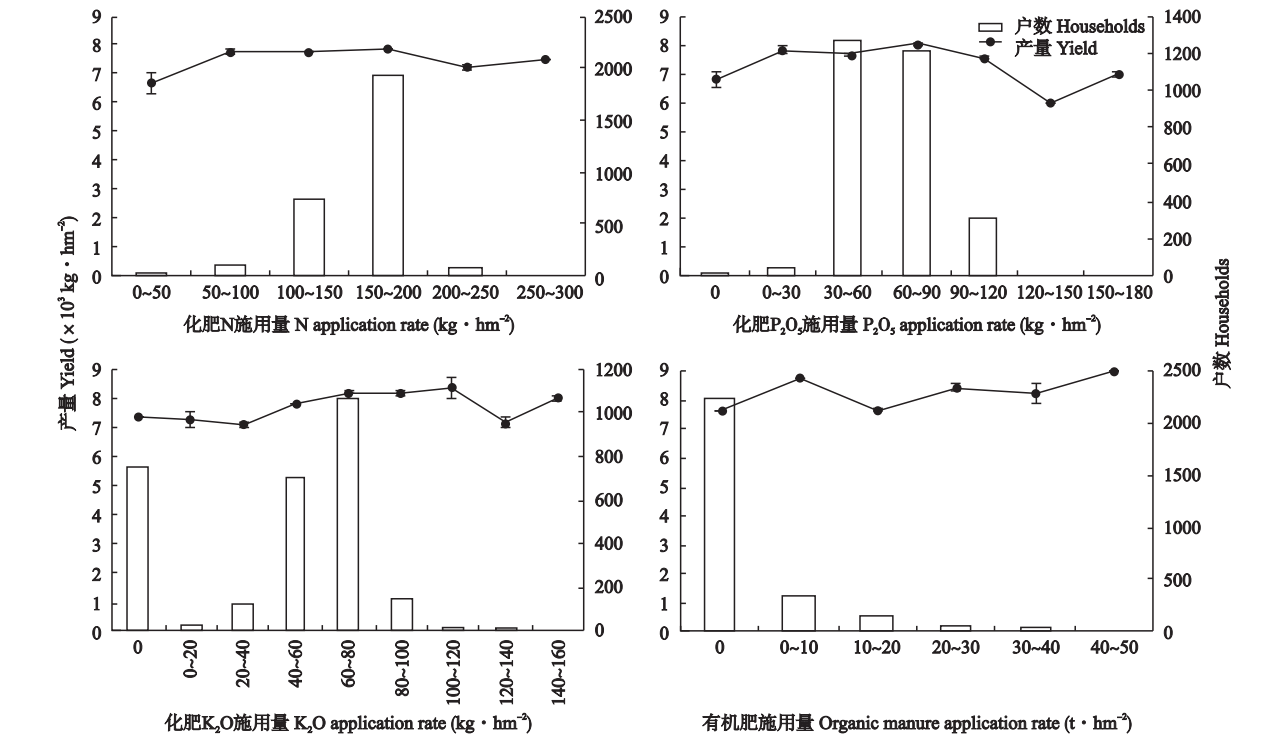 9 8 7 6 5 4 3 2 1 0
2500 2000 1500 1000 500 0
0~50 50~100 100~150 150~200 200~250 250~300
化肥N施用量 N application rate (kg·hm⁻²)
9 8 7 6 5 4 3 2 1 0
户数 Households
产量 Yield
1400 1200 1000 800 600 400 200 0
0 0~30 30~60 60~90 90~120 120~150 150~180
化肥P₂O₅施用量 P₂O₅ application rate (kg·hm⁻²)
产量 Yield (×10³ kg·hm⁻²)
户数 Households
9 8 7 6 5 4 3 2 1 0
1200 1000 800 600 400 200 0
0 0~20 20~40 40~60 60~80 80~100 100~120 120~140 140~160
化肥K₂O施用量 K₂O application rate (kg·hm⁻²)
9 8 7 6 5 4 3 2 1 0
2500 2000 1500 1000 500 0
0 0~10 10~20 20~30 30~40 40~50
有机肥施用量 Organic manure application rate (t·hm⁻²)